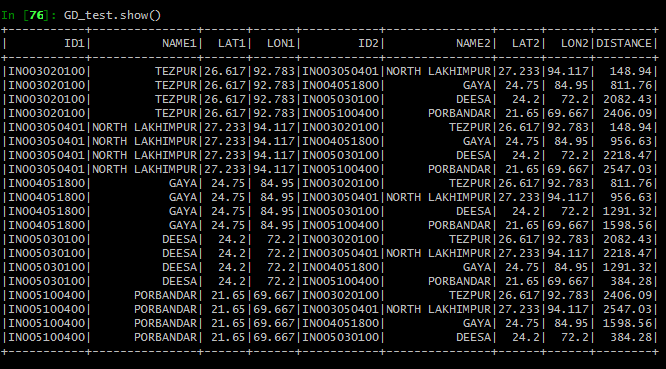 In [76]: GD_test.show()
+-----------+---------------+------+------+-----------+---------------+------+------+--------+
|        ID1|          NAME1|  LAT1|  LON1|        ID2|          NAME2|  LAT2|  LON2|DISTANCE|
+-----------+---------------+------+------+-----------+---------------+------+------+--------+
|IN003020100|         TEZPUR|26.617|92.783|IN003050401|NORTH LAKHIMPUR|27.233|94.117|  148.94|
|IN003020100|         TEZPUR|26.617|92.783|IN004051800|           GAYA| 24.75| 84.95|  811.76|
|IN003020100|         TEZPUR|26.617|92.783|IN005030100|          DEESA|  24.2|  72.2| 2082.43|
|IN003020100|         TEZPUR|26.617|92.783|IN005100400|      PORBANDAR| 21.65|69.667| 2406.09|
|IN003050401|NORTH LAKHIMPUR|27.233|94.117|IN003020100|         TEZPUR|26.617|92.783|  148.94|
|IN003050401|NORTH LAKHIMPUR|27.233|94.117|IN004051800|           GAYA| 24.75| 84.95|  956.63|
|IN003050401|NORTH LAKHIMPUR|27.233|94.117|IN005030100|          DEESA|  24.2|  72.2| 2218.47|
|IN003050401|NORTH LAKHIMPUR|27.233|94.117|IN005100400|      PORBANDAR| 21.65|69.667| 2547.03|
|IN004051800|           GAYA| 24.75| 84.95|IN003020100|         TEZPUR|26.617|92.783|  811.76|
|IN004051800|           GAYA| 24.75| 84.95|IN003050401|NORTH LAKHIMPUR|27.233|94.117|  956.63|
|IN004051800|           GAYA| 24.75| 84.95|IN005030100|          DEESA|  24.2|  72.2| 1291.32|
|IN004051800|           GAYA| 24.75| 84.95|IN005100400|      PORBANDAR| 21.65|69.667| 1598.56|
|IN005030100|          DEESA|  24.2|  72.2|IN003020100|         TEZPUR|26.617|92.783| 2082.43|
|IN005030100|          DEESA|  24.2|  72.2|IN003050401|NORTH LAKHIMPUR|27.233|94.117| 2218.47|
|IN005030100|          DEESA|  24.2|  72.2|IN004051800|           GAYA| 24.75| 84.95| 1291.32|
|IN005030100|          DEESA|  24.2|  72.2|IN005100400|      PORBANDAR| 21.65|69.667|  384.28|
|IN005100400|      PORBANDAR| 21.65|69.667|IN003020100|         TEZPUR|26.617|92.783| 2406.09|
|IN005100400|      PORBANDAR| 21.65|69.667|IN003050401|NORTH LAKHIMPUR|27.233|94.117| 2547.03|
|IN005100400|      PORBANDAR| 21.65|69.667|IN004051800|           GAYA| 24.75| 84.95| 1598.56|
|IN005100400|      PORBANDAR| 21.65|69.667|IN005030100|          DEESA|  24.2|  72.2|  384.28|
+-----------+---------------+------+------+-----------+---------------+------+------+--------+